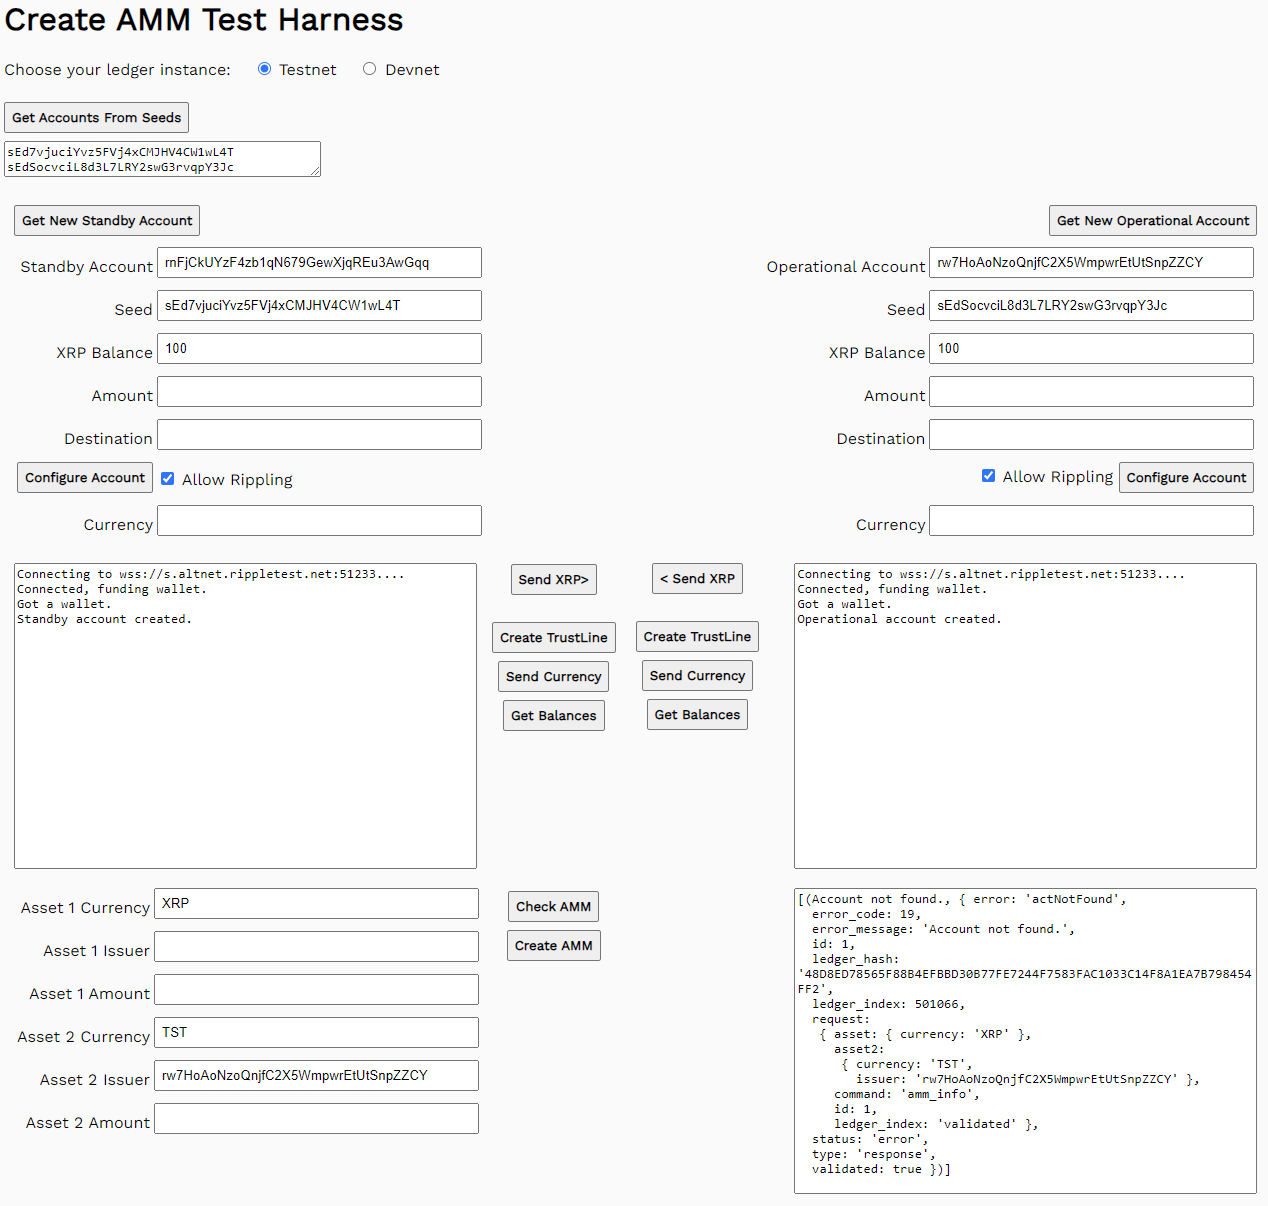 Create AMM Test Harness
Choose your ledger instance: Testnet Devnet
Get Accounts From Seeds
sEd7vjuciYvz5FVj4xCMJHV4CW1wL4T
sEdSocvciL8d3L7LRY2swG3rvqpY3Jc
Get New Standby Account
Get New Operational Account
Standby Account rnFjCkUYzF4zb1qN679GewXjqREu3AwGqq
Operational Account rw7HoAoNzoQnjfC2X5WmpwrEtUtSnpZZCY
Seed sEd7vjuciYvz5FVj4xCMJHV4CW1wL4T
Seed sEdSocvciL8d3L7LRY2swG3rvqpY3Jc
XRP Balance 100
XRP Balance 100
Amount
Amount
Destination
Destination
Configure Account Allow Rippling
Allow Rippling Configure Account
Currency
Currency
Connecting to wss://s.altnet.rippletest.net:51233....
Connected, funding wallet.
Got a wallet.
Standby account created.
Send XRP>
< Send XRP
Create TrustLine
Create TrustLine
Send Currency
Send Currency
Get Balances
Get Balances
Connecting to wss://s.altnet.rippletest.net:51233....
Connected, funding wallet.
Got a wallet.
Operational account created.
Asset 1 Currency XRP
Asset 1 Issuer
Asset 1 Amount
Asset 2 Currency TST
Asset 2 Issuer rw7HoAoNzoQnjfC2X5WmpwrEtUtSnpZZCY
Asset 2 Amount
Check AMM
Create AMM
[(Account not found., { error: 'actNotFound',
error_code: 19,
error_message: 'Account not found.',
id: 1,
ledger_hash:
'48D8ED78565F88B4EFBBD30B77FE7244F7583FAC1033C14F8A1EA7B798454
FF2',
ledger_index: 501066,
request:
{ asset: { currency: 'XRP' },
asset2:
{ currency: 'TST',
issuer: 'rw7HoAoNzoQnjfC2X5WmpwrEtUtSnpZZCY' },
command: 'amm_info',
id: 1,
ledger_index: 'validated' },
status: 'error',
type: 'response',
validated: true })]